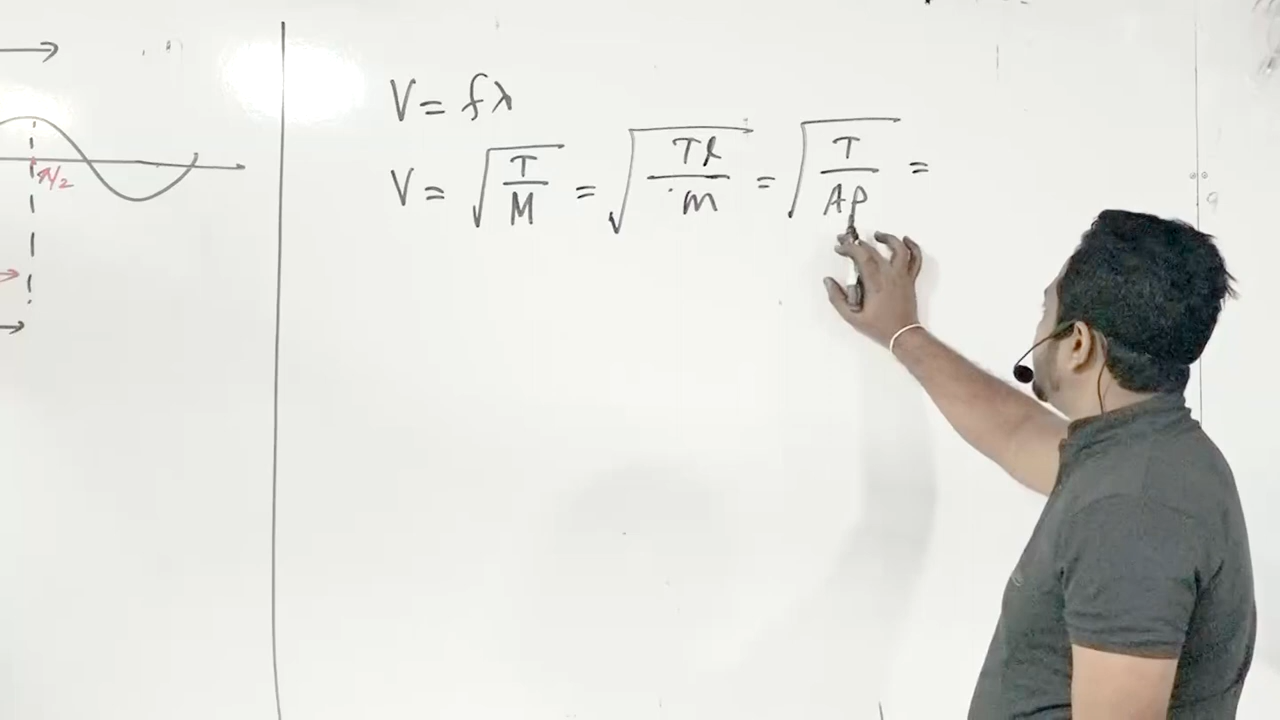 V = fλ
V = √(T/M) = √(Tl/m) = √(T/Aρ) =
π/2